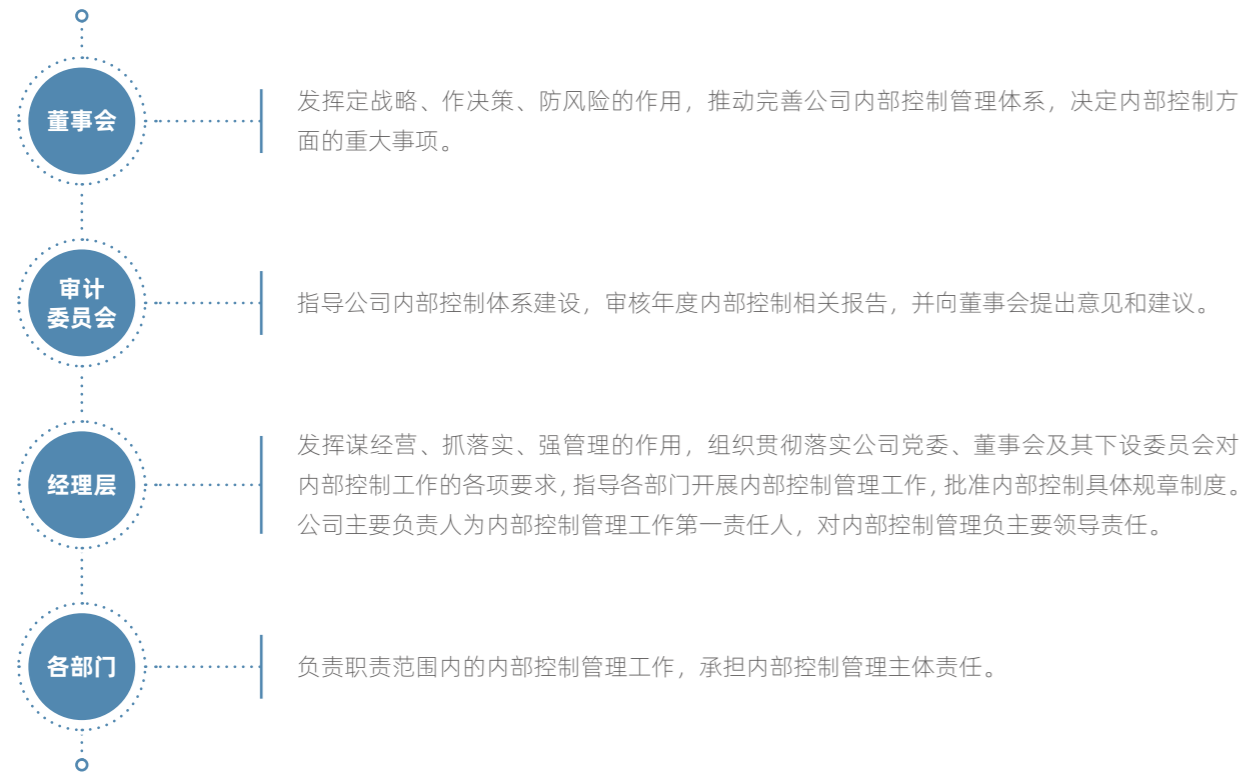 董事会
发挥定战略、作决策、防风险的作用，推动完善公司内部控制管理体系，决定内部控制方
面的重大事项。
审计
委员会
指导公司内部控制体系建设，审核年度内部控制相关报告，并向董事会提出意见和建议。
经理层
发挥谋经营、抓落实、强管理的作用，组织贯彻落实公司党委、董事会及其下设委员会对
内部控制工作的各项要求，指导各部门开展内部控制管理工作，批准内部控制具体规章制度。
公司主要负责人为内部控制管理工作第一责任人，对内部控制管理负主要领导责任。
各部门
负责职责范围内的内部控制管理工作，承担内部控制管理主体责任。